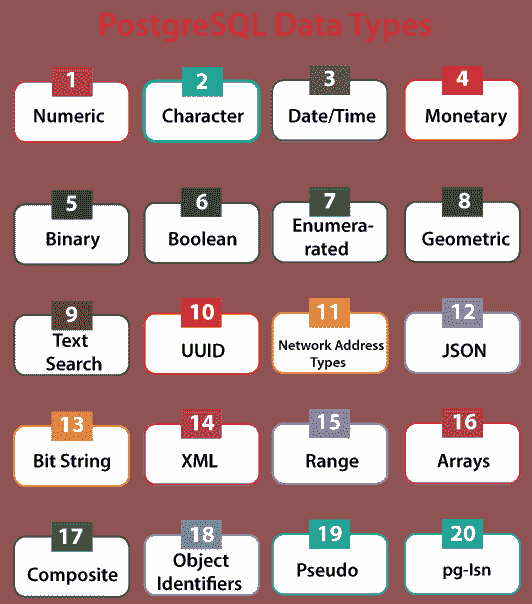 PostgreSQL Data Types
1
Numeric
2
Character
3
Date/Time
4
Monetary
5
Binary
6
Boolean
7
Enumera-
rated
8
Geometric
9
Text
Search
10
UUID
11
Network Address
Types
12
JSON
13
Bit String
14
XML
15
Range
16
Arrays
17
Composite
18
Object
Identifiers
19
Pseudo
20
pg-lsn